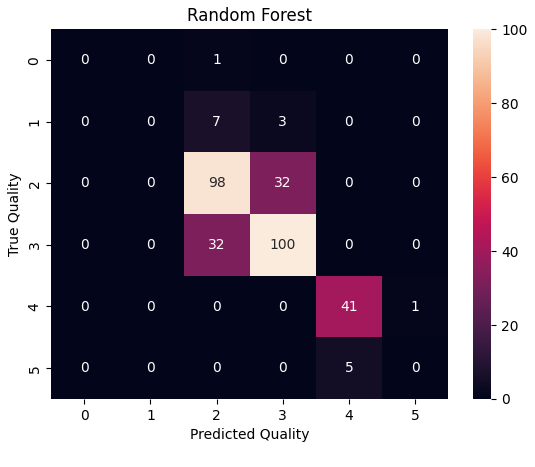 Random Forest
0 0 0 1 0 0 0
1 0 0 7 3 0 0
2 0 0 98 32 0 0
3 0 0 32 100 0 0
4 0 0 0 0 41 1
5 0 0 0 0 5 0
0 1 2 3 4 5
Predicted Quality
True Quality
100
80
60
40
20
0